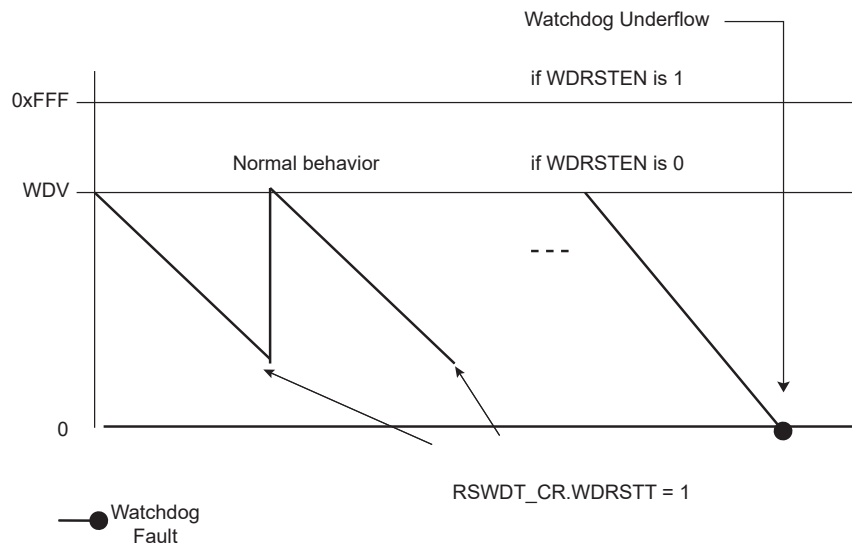 Watchdog Underflow
if WDRSTEN is 1
0xFFF
Normal behavior
if WDRSTEN is 0
WDV
0
RSWDT_CR.WDRSTT = 1
Watchdog
Fault